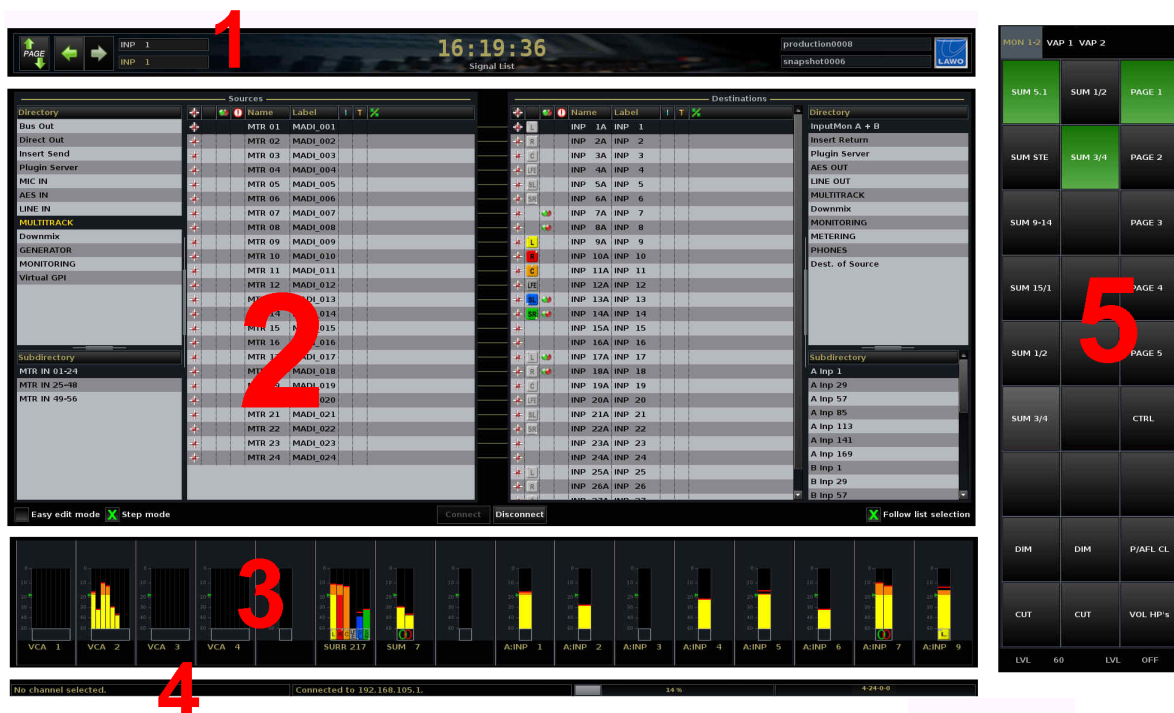 1
PAGE
INP 1
INP 1
16:19:36
Signal List
production0008
snapshot0006
LAWO
Sources
Directory
Bus Out
Direct Out
Insert Send
Plugin Server
MIC IN
AES IN
LINE IN
MULTITRACK
Downmix
GENERATOR
MONITORING
Virtual GPI
Subdirectory
MTR IN 01-24
MTR IN 25-48
MTR IN 49-56
Name Label ! T
MTR 01 MADI_001
MTR 02 MADI_002
MTR 03 MADI_003
MTR 04 MADI_004
MTR 05 MADI_005
MTR 06 MADI_006
MTR 07 MADI_007
MTR 08 MADI_008
MTR 09 MADI_009
MTR 10 MADI_010
MTR 11 MADI_011
MTR 12 MADI_012
MADI_013
014
MTR 15 015
MTR 16 016
MADI_017
MADI_018
MADI_019
020
MTR 21 MADI_021
MTR 22 MADI_022
MTR 23 MADI_023
MTR 24 MADI_024
2
Destinations
Name Label ! T
L INP 1A INP 1
R INP 2A INP 2
C INP 3A INP 3
LFE INP 4A INP 4
SL INP 5A INP 5
SR INP 6A INP 6
INP 7A INP 7
INP 8A INP 8
L INP 9A INP 9
R INP 10A INP 10
C INP 11A INP 11
LFE INP 12A INP 12
SL INP 13A INP 13
SR INP 14A INP 14
INP 15A INP 15
INP 16A INP 16
L INP 17A INP 17
R INP 18A INP 18
C INP 19A INP 19
LFE INP 20A INP 20
SL INP 21A INP 21
SR INP 22A INP 22
INP 23A INP 23
INP 24A INP 24
L INP 25A INP 25
R INP 26A INP 26
Directory
InputMon A + B
Insert Return
Plugin Server
AES OUT
LINE OUT
MULTITRACK
Downmix
MONITORING
METERING
PHONES
Dest. of Source
Subdirectory
A Inp 1
A Inp 29
A Inp 57
A Inp 85
A Inp 113
A Inp 141
A Inp 169
B Inp 1
B Inp 29
B Inp 57
Easy edit mode X Step mode
Connect Disconnect
X Follow list selection
3
VCA 1 VCA 2 VCA 3 VCA 4 SURR 217 SUM 7 A:INP 1 A:INP 2 A:INP 3 A:INP 4 A:INP 5 A:INP 6 A:INP 7 A:INP 9
No channel selected. Connected to 192.168.105.1. 14 % 4-24-0-0
4
MON 1-2 VAP 1 VAP 2
SUM 5.1 SUM 1/2 PAGE 1
SUM STE SUM 3/4 PAGE 2
SUM 9-14 PAGE 3
SUM 15/1 PAGE 4
5
SUM 1/2 PAGE 5
SUM 3/4 CTRL
DIM DIM P/AFL CL
CUT CUT VOL HP's
LVL 60 LVL OFF